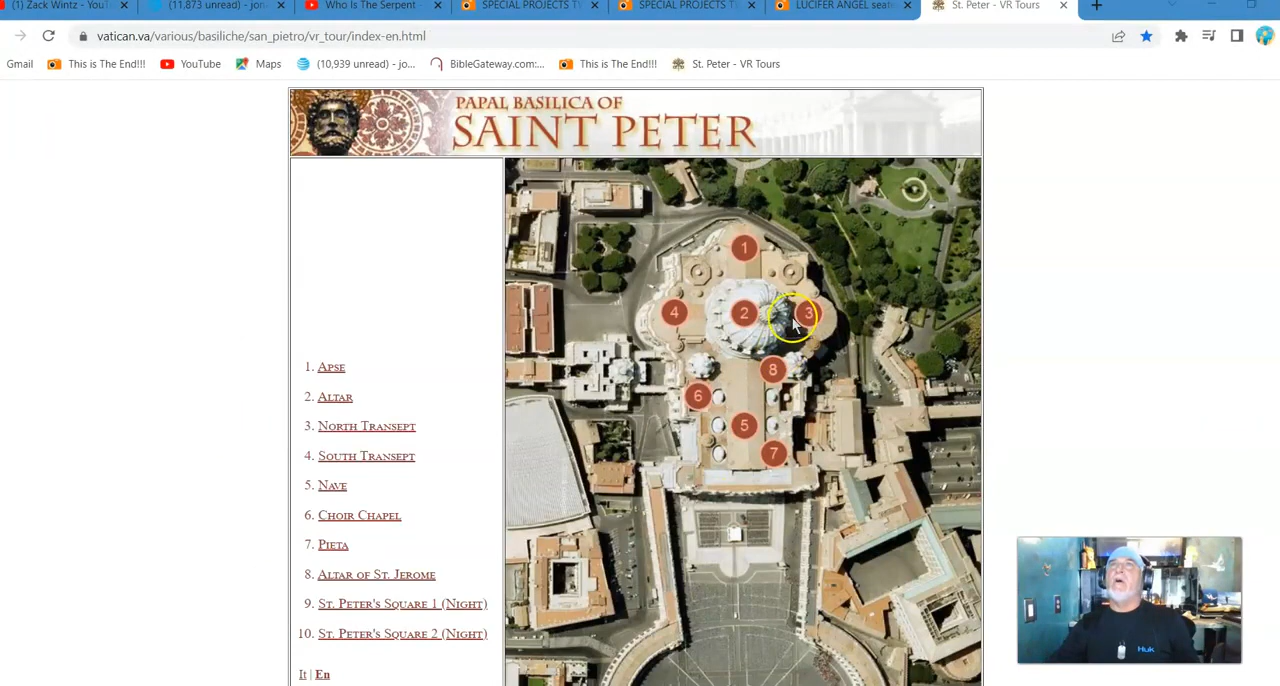 (1) Zack Wintz - YouT
(11,873 unread) - jon
Who Is The Serpent -
SPECIAL PROJECTS TY
SPECIAL PROJECTS T
LUCIFER ANGEL seat
St. Peter - VR Tours
vatican.va/various/basiliche/san_pietro/vr_tour/index-en.html
Gmail
This is The End!!!
YouTube
Maps
(10,939 unread) - jo...
BibleGateway.com:...
This is The End!!!
St. Peter - VR Tours
PAPAL BASILICA OF
SAINT PETER
1. APSE
2. ALTAR
3. NORTH TRANSEPT
4. SOUTH TRANSEPT
5. NAVE
6. CHOIR CHAPEL
7. PIETA
8. ALTAR OF ST. JEROME
9. ST. PETER'S SQUARE 1 (NIGHT)
10. ST. PETER'S SQUARE 2 (NIGHT)
It | En
1
4
2
3
8
6
5
7
Huk